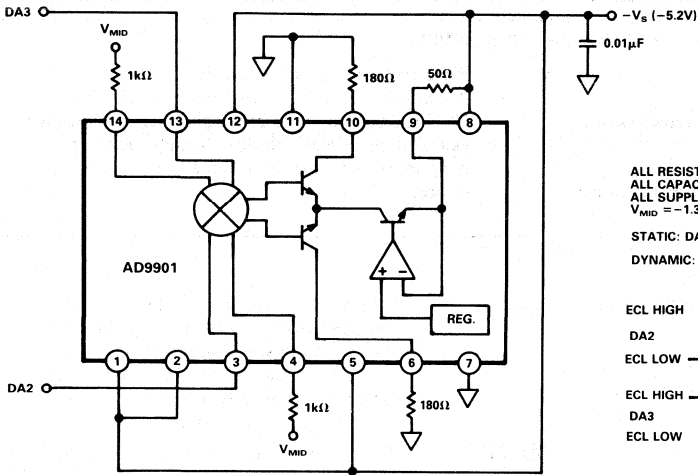 DA3
−Vs (−5.2V)
VMID
0.01µF
1kΩ
180Ω
50Ω
14
13
12
11
10
9
8
AD9901
+ −
REG.
1
2
3
4
5
6
7
DA2
1kΩ
180Ω
VMID
ALL RESIST
ALL CAPAC
ALL SUPPL
VMID = −1.3
STATIC: DA
DYNAMIC:
ECL HIGH
DA2
ECL LOW
ECL HIGH
DA3
ECL LOW